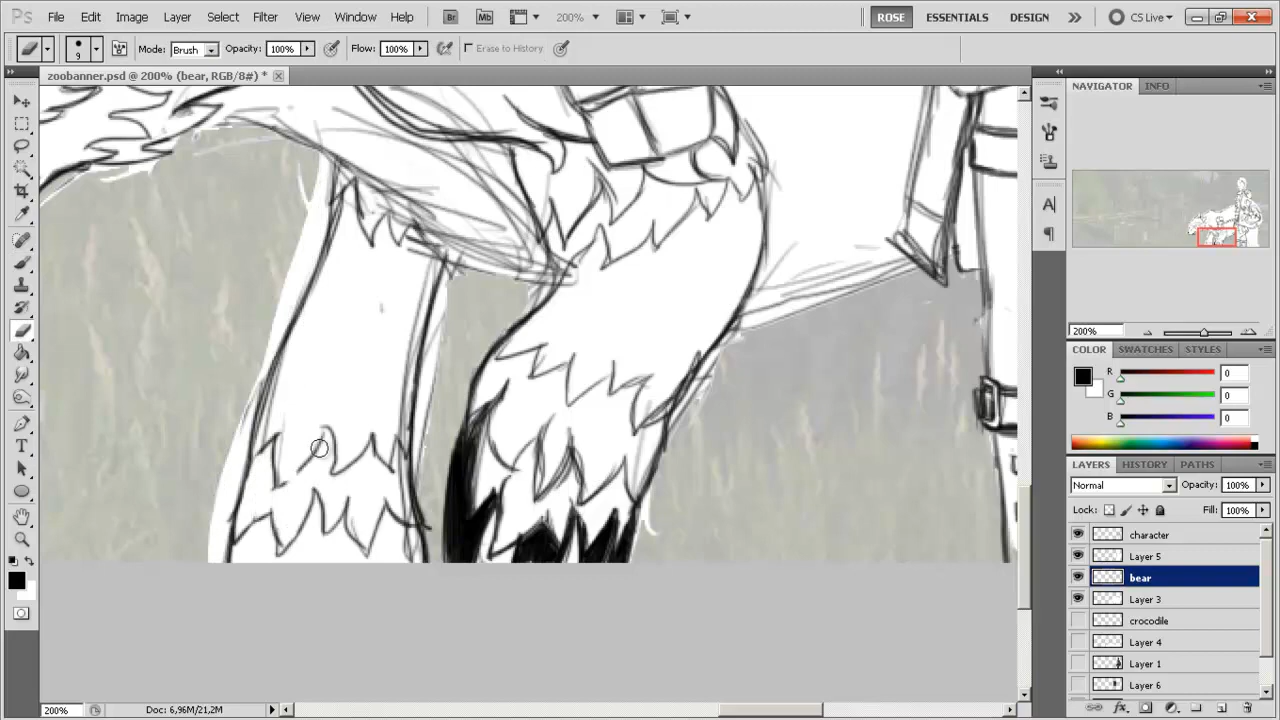 Ps File Edit Image Layer Select Filter View Window Help Br Mb 200% ROSE ESSENTIALS DESIGN CS Live
9 Mode: Brush Opacity: 100% Flow: 100% Erase to History
zoobanner.psd @ 200% (bear, RGB/8#) *
NAVIGATOR INFO
200%
COLOR SWATCHES STYLES
R 0
G 0
B 0
LAYERS HISTORY PATHS
Normal Opacity: 100%
Lock: Fill: 100%
character
Layer 5
bear
Layer 3
crocodile
Layer 4
Layer 1
Layer 6
200% Doc: 6,96M/21,2M